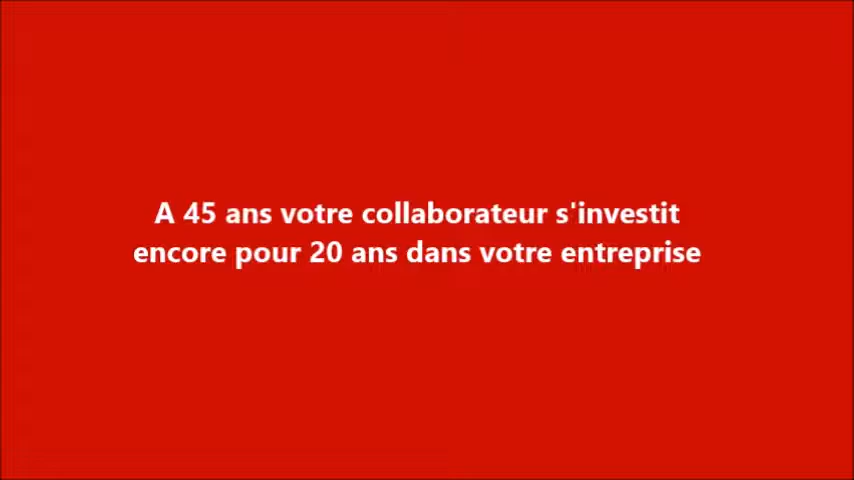 A 45 ans votre collaborateur s'investit
encore pour 20 ans dans votre entreprise